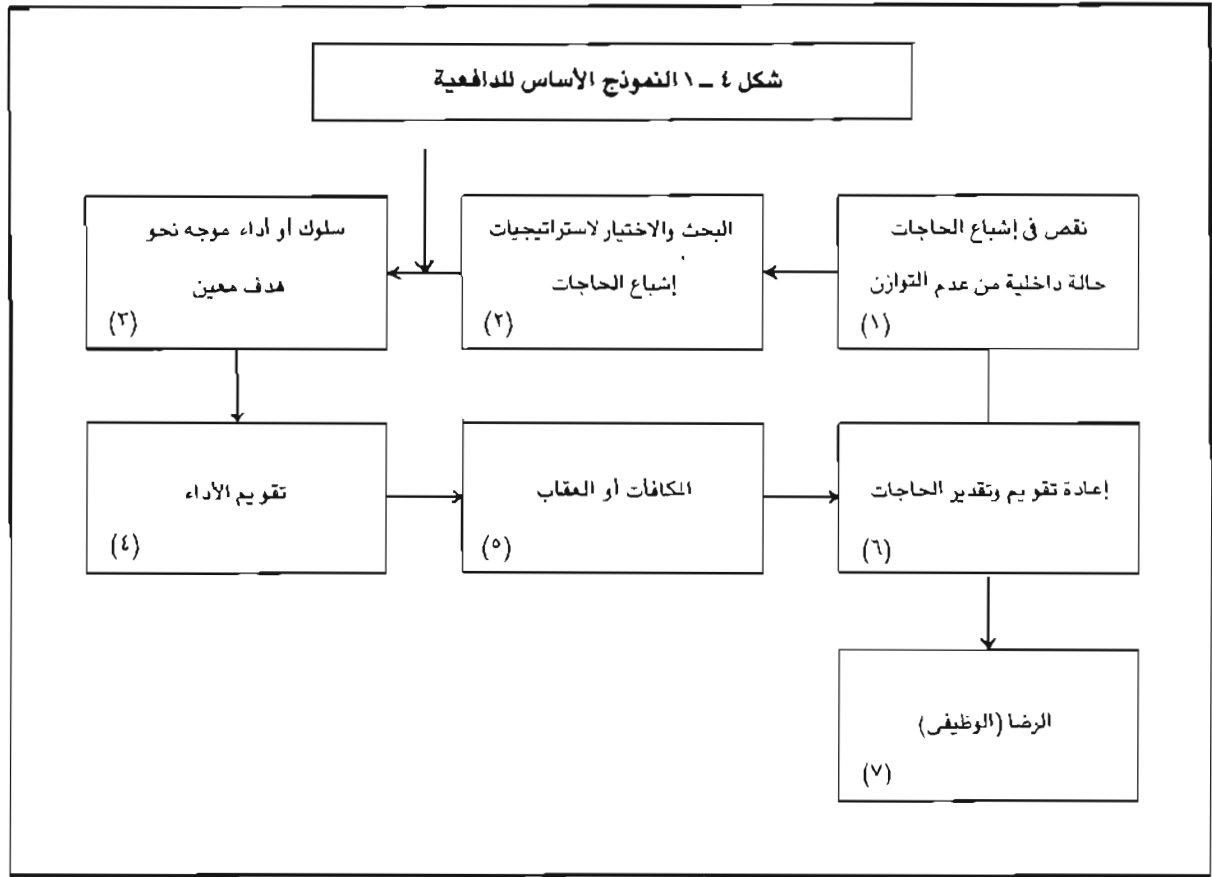 شكل ٤ – ١ النموذج الأساس للدافعية
نقص فى إشباع الحاجات
حالة داخلية من عدم التوازن
(١)
البحث والاختيار لاستراتيجيات
إشباع الحاجات
(٢)
سلوك أو أداء موجه نحو
هدف معين
(٣)
تقويم الأداء
(٤)
المكافأت أو العقاب
(٥)
إعادة تقويم وتقدير الحاجات
(٦)
الرضا (الوظيفى)
(٧)